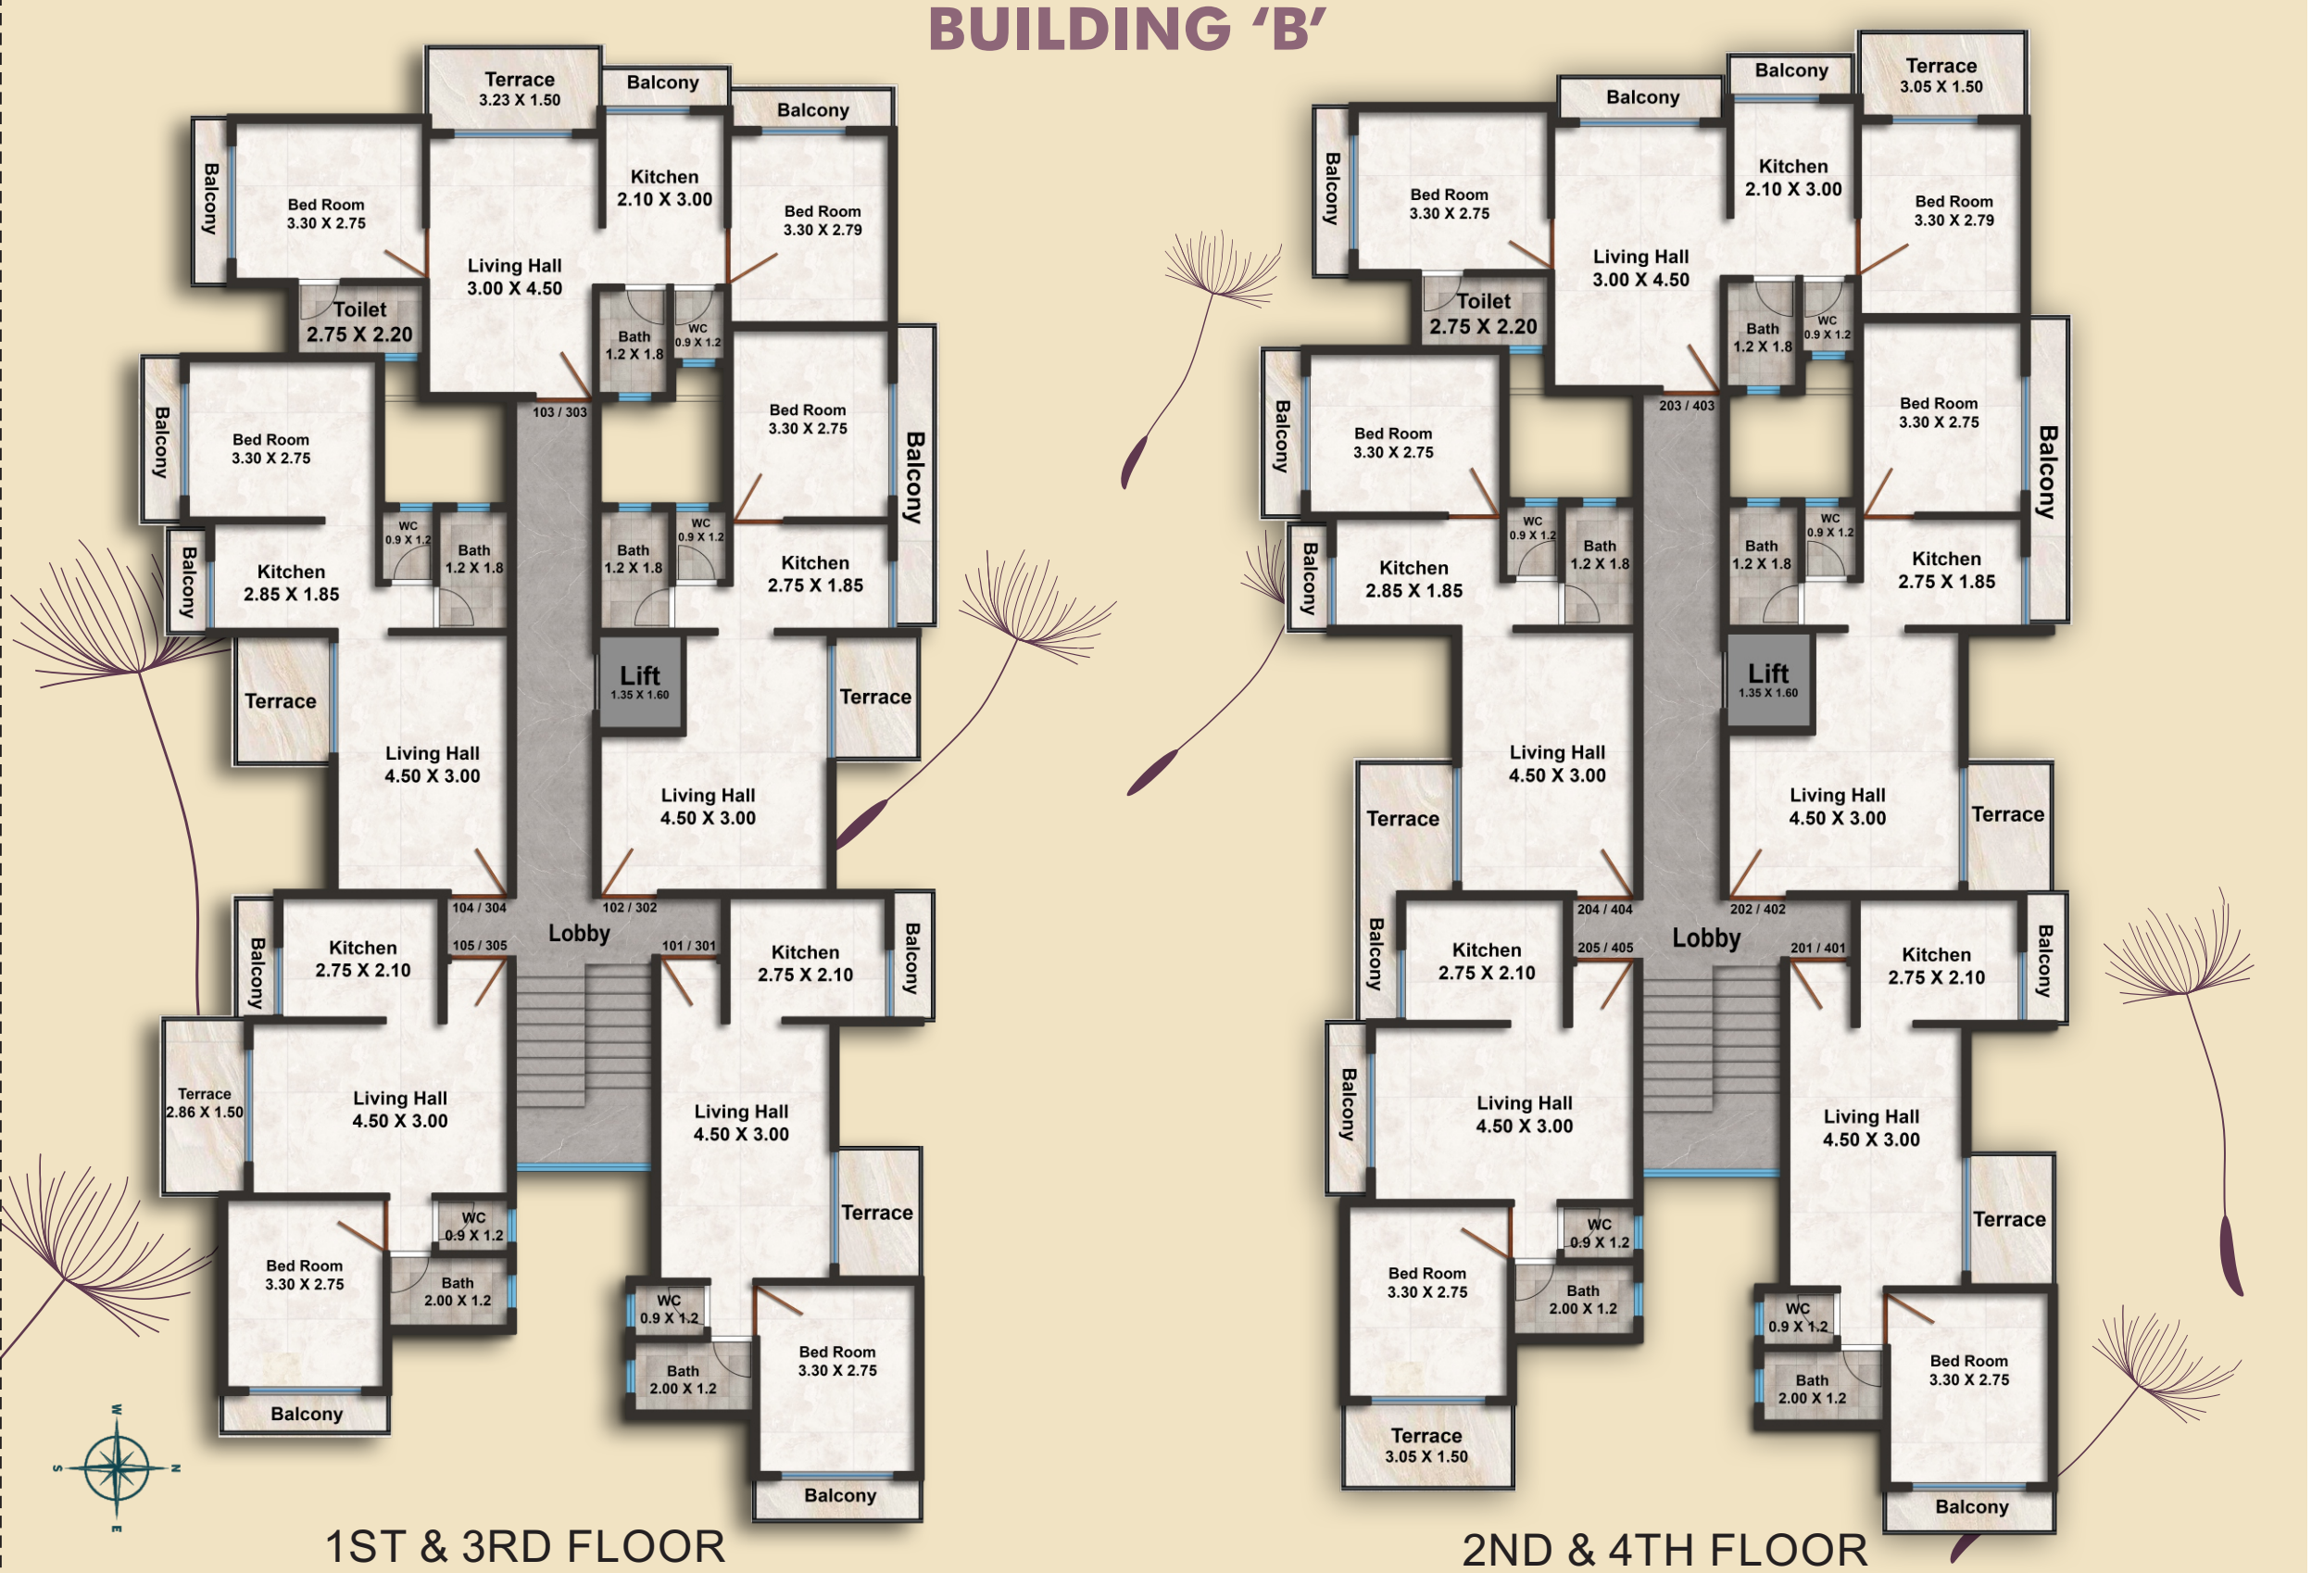 BUILDING ‘B’
Terrace
3.23 X 1.50
Balcony
Balcony
Balcony
Bed Room
3.30 X 2.75
Kitchen
2.10 X 3.00
Bed Room
3.30 X 2.79
Living Hall
3.00 X 4.50
Toilet
2.75 X 2.20
Bath
1.2 X 1.8
WC
0.9 X 1.2
103 / 303
Balcony
Bed Room
3.30 X 2.75
Bed Room
3.30 X 2.75
Balcony
WC
0.9 X 1.2
Bath
1.2 X 1.8
Bath
1.2 X 1.8
WC
0.9 X 1.2
Balcony
Kitchen
2.85 X 1.85
Kitchen
2.75 X 1.85
Terrace
Lift
1.35 X 1.60
Terrace
Living Hall
4.50 X 3.00
Living Hall
4.50 X 3.00
104 / 304
102 / 302
Lobby
105 / 305
101 / 301
Balcony
Kitchen
2.75 X 2.10
Kitchen
2.75 X 2.10
Balcony
Terrace
2.86 X 1.50
Living Hall
4.50 X 3.00
Living Hall
4.50 X 3.00
Terrace
WC
0.9 X 1.2
Bed Room
3.30 X 2.75
Bath
2.00 X 1.2
WC
0.9 X 1.2
Bath
2.00 X 1.2
Bed Room
3.30 X 2.75
Balcony
Balcony
W
S
N
E
1ST & 3RD FLOOR
Terrace
3.05 X 1.50
Balcony
Balcony
Balcony
Bed Room
3.30 X 2.75
Kitchen
2.10 X 3.00
Bed Room
3.30 X 2.79
Living Hall
3.00 X 4.50
Toilet
2.75 X 2.20
Bath
1.2 X 1.8
WC
0.9 X 1.2
203 / 403
Balcony
Bed Room
3.30 X 2.75
Bed Room
3.30 X 2.75
Balcony
WC
0.9 X 1.2
Bath
1.2 X 1.8
Bath
1.2 X 1.8
WC
0.9 X 1.2
Balcony
Kitchen
2.85 X 1.85
Kitchen
2.75 X 1.85
Lift
1.35 X 1.60
Living Hall
4.50 X 3.00
Living Hall
4.50 X 3.00
Terrace
Terrace
204 / 404
202 / 402
Lobby
205 / 405
201 / 401
Balcony
Kitchen
2.75 X 2.10
Kitchen
2.75 X 2.10
Balcony
Balcony
Living Hall
4.50 X 3.00
Living Hall
4.50 X 3.00
Terrace
WC
0.9 X 1.2
Bed Room
3.30 X 2.75
Bath
2.00 X 1.2
WC
0.9 X 1.2
Bath
2.00 X 1.2
Bed Room
3.30 X 2.75
Terrace
3.05 X 1.50
Balcony
2ND & 4TH FLOOR